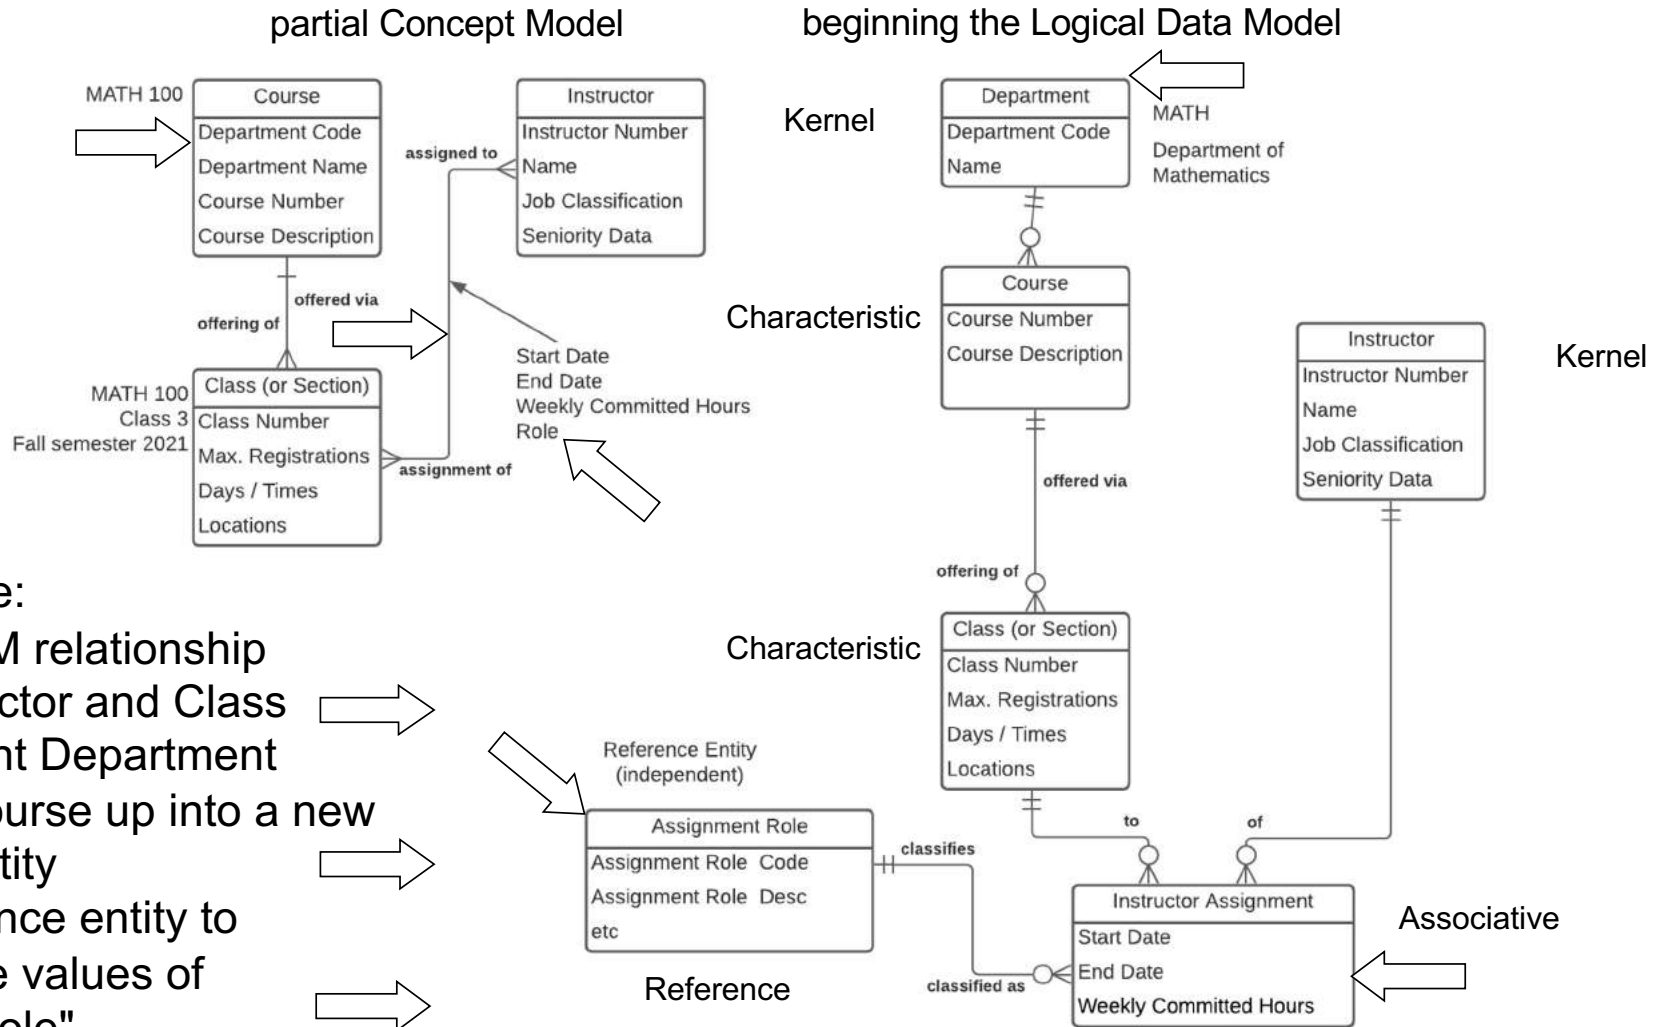 partial Concept Model
beginning the Logical Data Model
MATH 100
Course
Department Code
Department Name
Course Number
Course Description
Instructor
Instructor Number
Name
Job Classification
Seniority Data
assigned to
offered via
offering of
Start Date
End Date
Weekly Committed Hours
Role
MATH 100
Class 3
Fall semester 2021
Class (or Section)
Class Number
Max. Registrations
Days / Times
Locations
assignment of
Kernel
Department
Department Code
Name
MATH
Department of
Mathematics
Characteristic
Course
Course Number
Course Description
Instructor
Instructor Number
Name
Job Classification
Seniority Data
Kernel
offered via
offering of
Characteristic
Class (or Section)
Class Number
Max. Registrations
Days / Times
Locations
to
of
e:
M relationship
ctor and Class
nt Department
ourse up into a new
tity
nce entity to
e values of
ole"
Reference Entity
(independent)
Assignment Role
Assignment Role Code
Assignment Role Desc
etc
Reference
classifies
classified as
Instructor Assignment
Start Date
End Date
Weekly Committed Hours
Associative